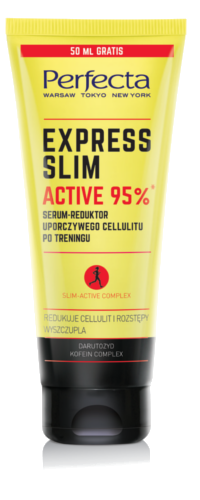 50 ML GRATIS
Perfecta
WARSAW TOKYO NEW YORK
EXPRESS
SLIM
ACTIVE 95%*
SERUM-REDUKTOR
UPORCZYWEGO CELLULITU
PO TRENINGU
SLIM-ACTIVE COMPLEX
REDUKUJE CELLULIT I ROZSTĘPY
WYSZCZUPLA
DARUTOZYD
KOFEIN COMPLEX